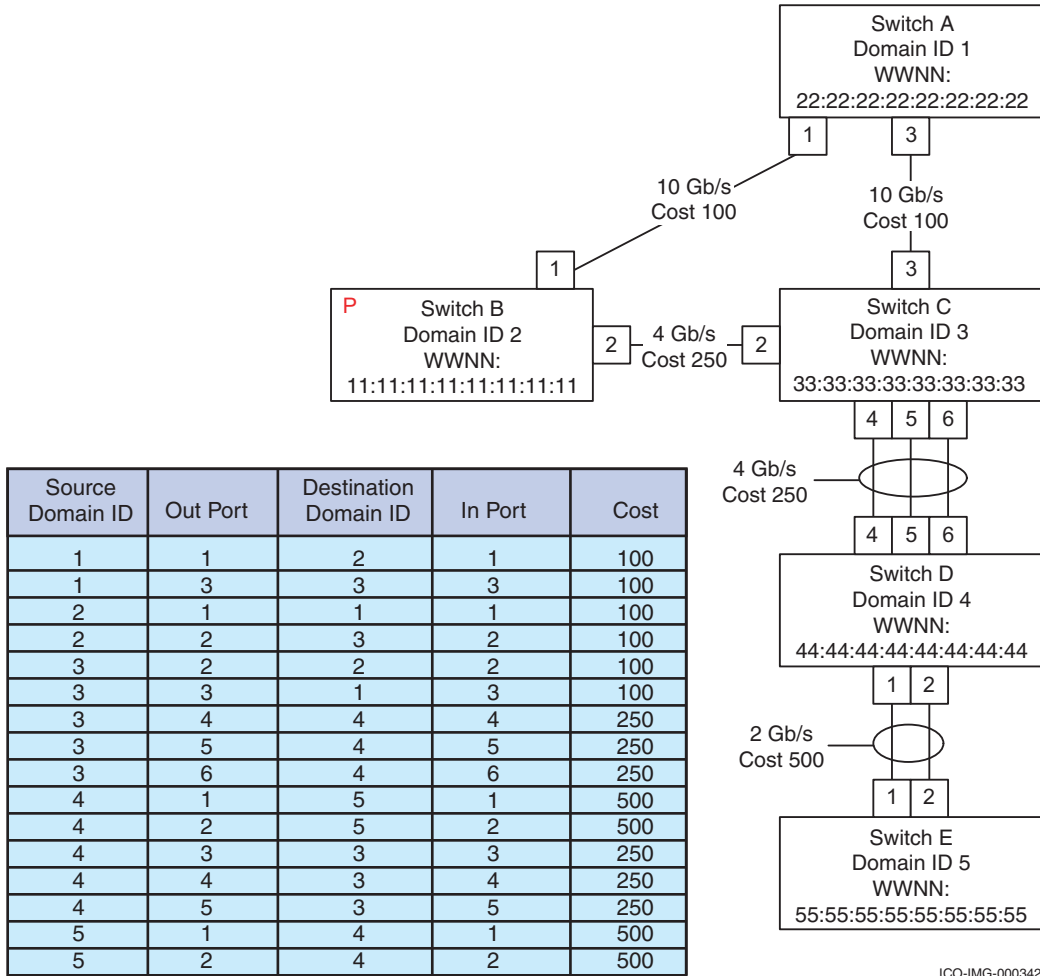 Switch A
Domain ID 1
WWNN:
22:22:22:22:22:22:22:22
1
3
10 Gb/s
Cost 100
10 Gb/s
Cost 100
1
3
P
Switch B
Domain ID 2
WWNN:
11:11:11:11:11:11:11:11
2
4 Gb/s
Cost 250
2
Switch C
Domain ID 3
WWNN:
33:33:33:33:33:33:33:33
4 5 6
4 Gb/s
Cost 250
4 5 6
Switch D
Domain ID 4
WWNN:
44:44:44:44:44:44:44:44
1 2
2 Gb/s
Cost 500
1 2
Switch E
Domain ID 5
WWNN:
55:55:55:55:55:55:55:55
Source Domain ID Out Port Destination Domain ID In Port Cost
1 1 2 1 100
1 3 3 3 100
2 1 1 1 100
2 2 3 2 100
3 2 2 2 100
3 3 1 3 100
3 4 4 4 250
3 5 4 5 250
3 6 4 6 250
4 1 5 1 500
4 2 5 2 500
4 3 3 3 250
4 4 3 4 250
4 5 3 5 250
5 1 4 1 500
5 2 4 2 500
ICO-IMG-000342